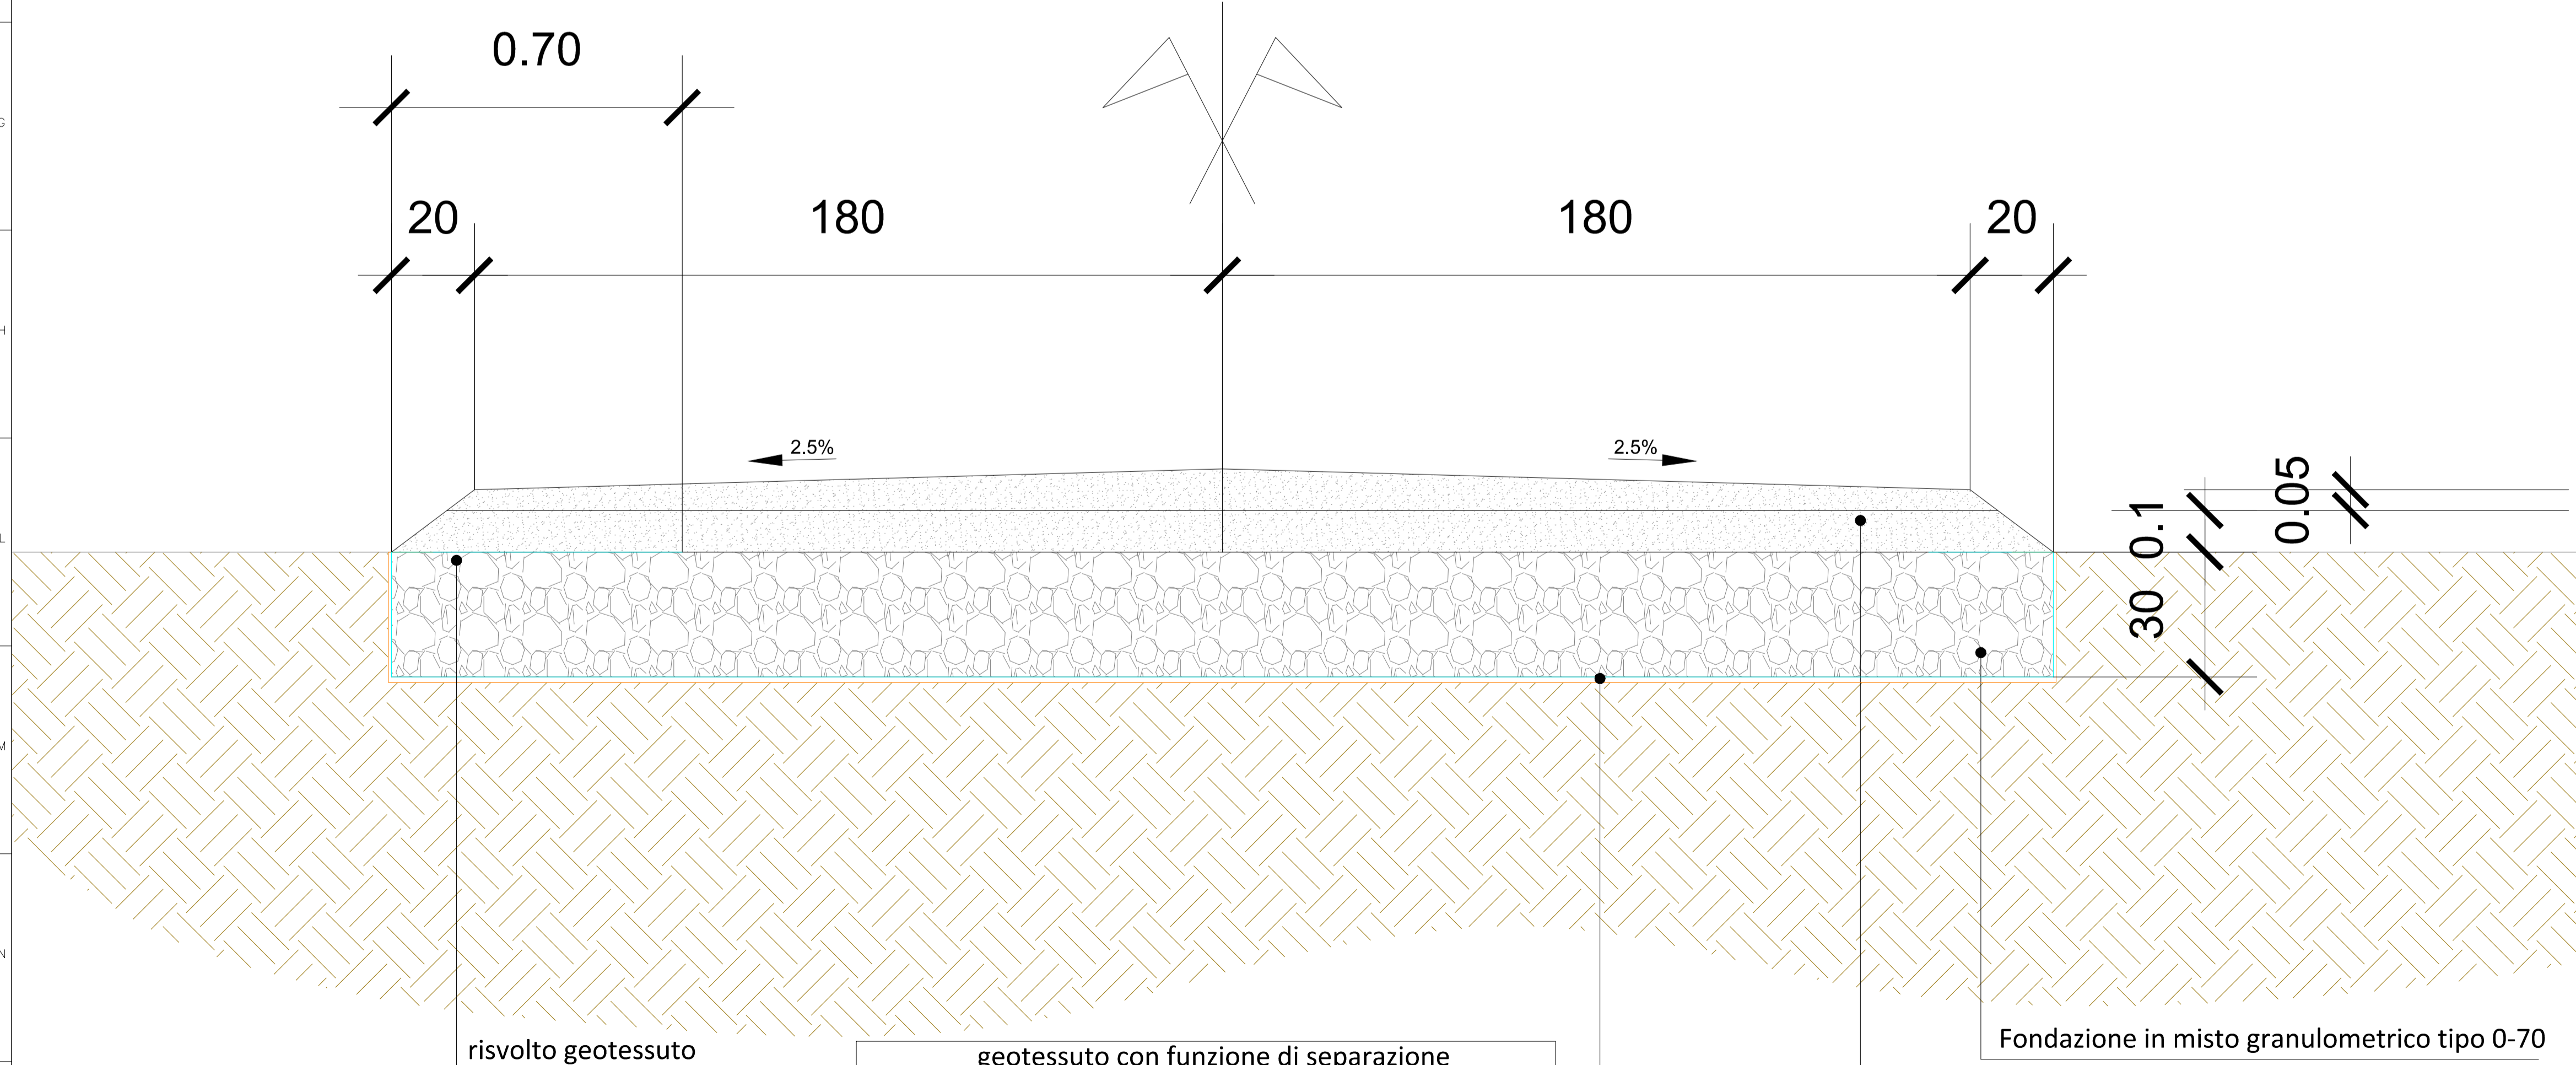 0.70
20
180
180
20
2.5%
2.5%
0.05
0.1
30
G
H
L
M
N
risvolto geotessuto
geotessuto con funzione di separazione
Fondazione in misto granulometrico tipo 0-70